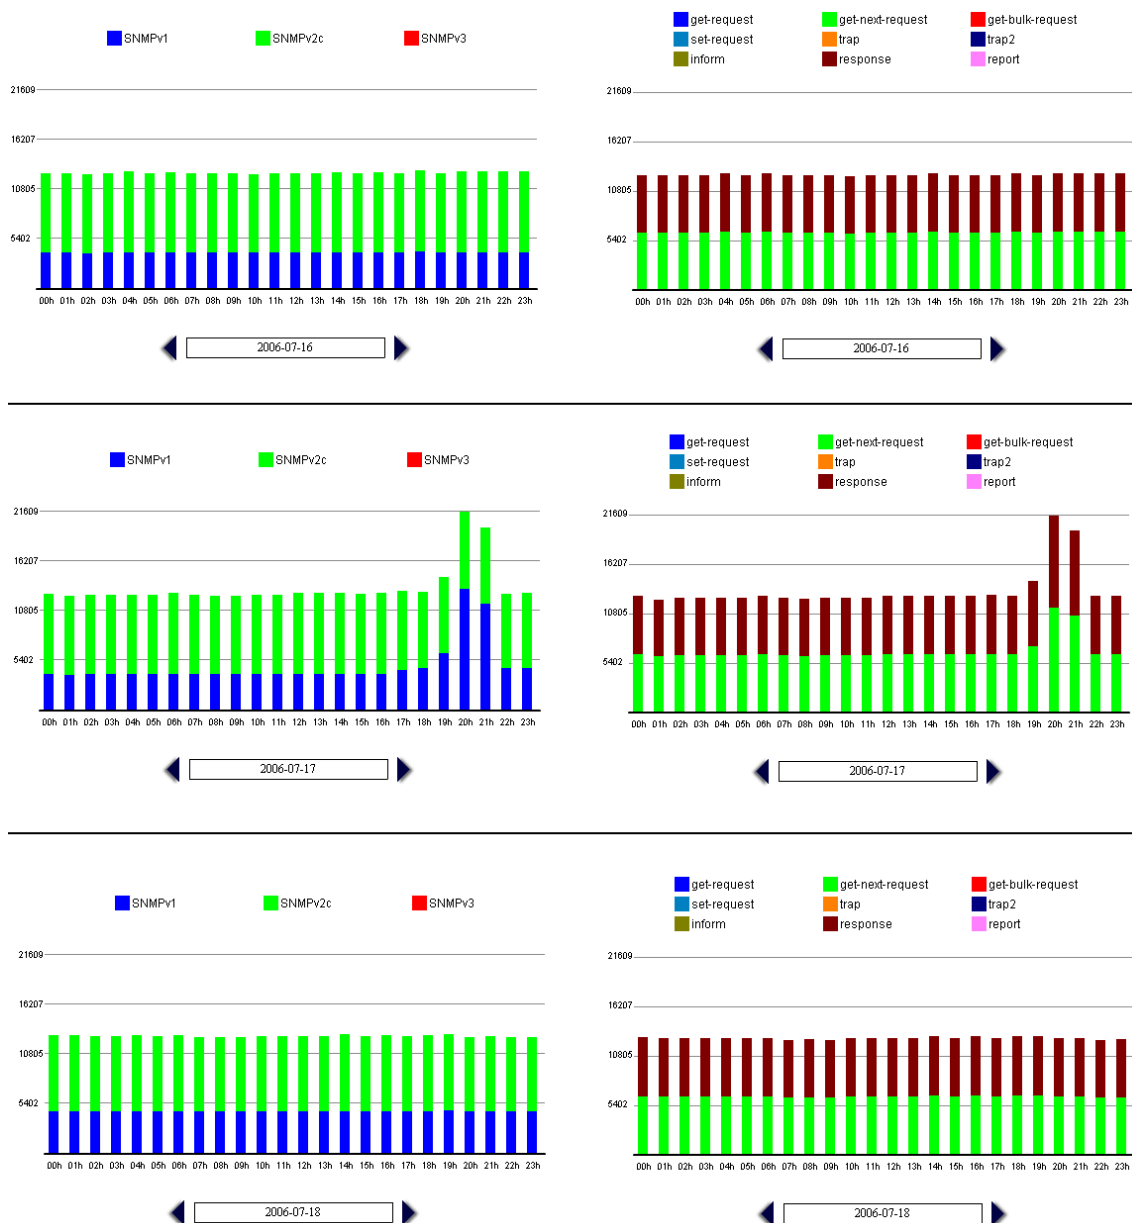 SNMPv1 SNMPv2c SNMPv3
21609
16207
10805
5402
00h 01h 02h 03h 04h 05h 06h 07h 08h 09h 10h 11h 12h 13h 14h 15h 16h 17h 18h 19h 20h 21h 22h 23h
2006-07-16
get-request get-next-request get-bulk-request
set-request trap trap2
inform response report
21609
16207
10805
5402
00h 01h 02h 03h 04h 05h 06h 07h 08h 09h 10h 11h 12h 13h 14h 15h 16h 17h 18h 19h 20h 21h 22h 23h
2006-07-16
SNMPv1 SNMPv2c SNMPv3
21609
16207
10805
5402
00h 01h 02h 03h 04h 05h 06h 07h 08h 09h 10h 11h 12h 13h 14h 15h 16h 17h 18h 19h 20h 21h 22h 23h
2006-07-17
get-request get-next-request get-bulk-request
set-request trap trap2
inform response report
21609
16207
10805
5402
00h 01h 02h 03h 04h 05h 06h 07h 08h 09h 10h 11h 12h 13h 14h 15h 16h 17h 18h 19h 20h 21h 22h 23h
2006-07-17
SNMPv1 SNMPv2c SNMPv3
21609
16207
10805
5402
00h 01h 02h 03h 04h 05h 06h 07h 08h 09h 10h 11h 12h 13h 14h 15h 16h 17h 18h 19h 20h 21h 22h 23h
2006-07-18
get-request get-next-request get-bulk-request
set-request trap trap2
inform response report
21609
16207
10805
5402
00h 01h 02h 03h 04h 05h 06h 07h 08h 09h 10h 11h 12h 13h 14h 15h 16h 17h 18h 19h 20h 21h 22h 23h
2006-07-18